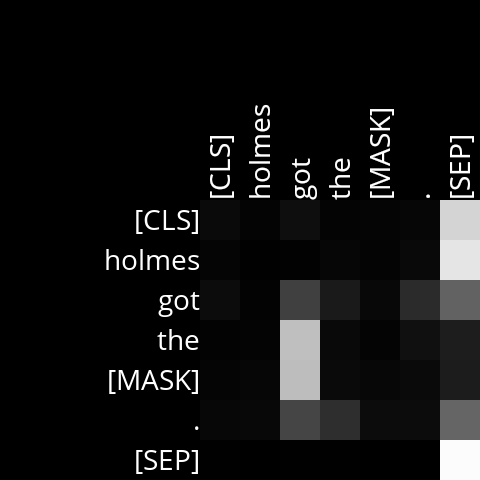 [CLS] holmes got the [MASK] . [SEP]
[CLS]
holmes
got
the
[MASK]
.
[SEP]